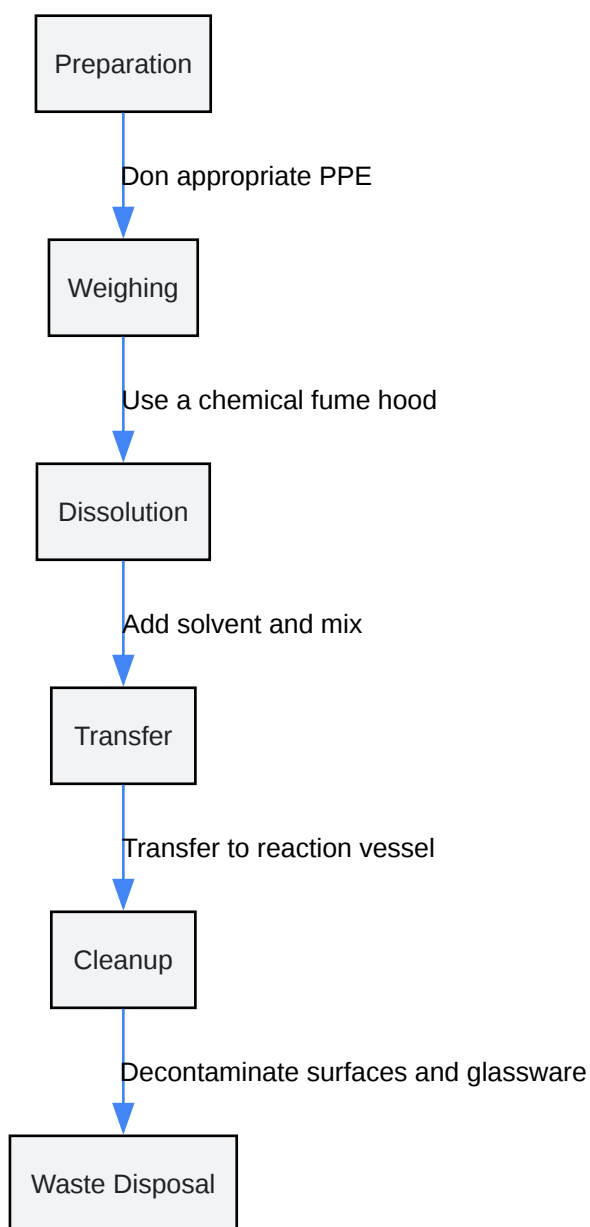 Preparation
Don appropriate PPE
Weighing
Use a chemical fume hood
Dissolution
Add solvent and mix
Transfer
Transfer to reaction vessel
Cleanup
Decontaminate surfaces and glassware
Waste Disposal